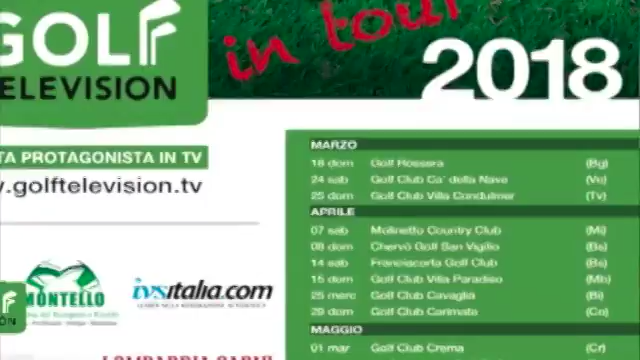 GOLF
in tour
ELEVISION
2018
TA PROTAGONISTA IN TV
.golftelevision.tv
MARZO
18 dom Golf Rossera (Bg)
24 sab Golf Club Ca' della Nave (Ve)
25 dom Golf Club Villa Condulmer (Tv)
APRILE
07 sab Molinetto Country Club (Mi)
08 dom Chervò Golf San Vigilio (Bs)
14 sab Franciacorta Golf Club (Bs)
15 dom Golf Club Villa Paradiso (Mb)
25 merc Golf Club Cavaglia (Bi)
29 dom Golf Club Carimate (Co)
MAGGIO
01 mar Golf Club Crema (Cr)
MONTELLO
ivsitalia.com
ON